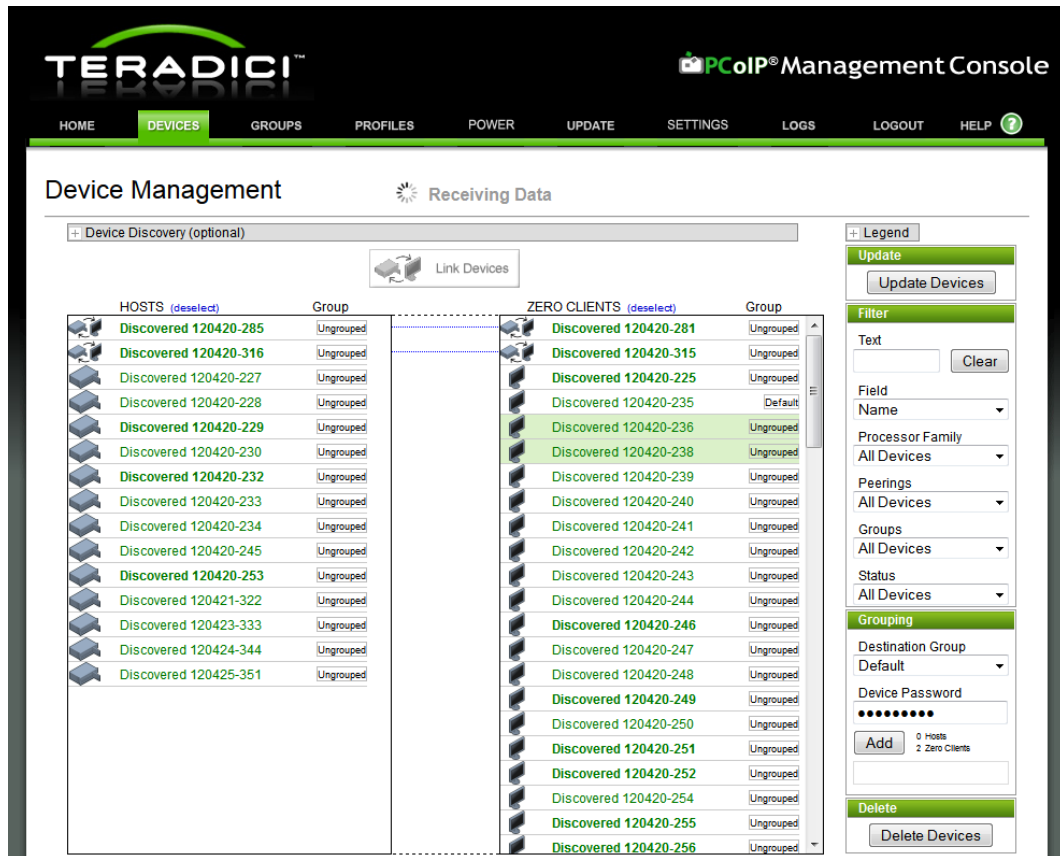 TERADICI™
PCoIP® Management Console
HOME DEVICES GROUPS PROFILES POWER UPDATE SETTINGS LOGS LOGOUT HELP ?
Device Management
Receiving Data
+ Device Discovery (optional)
+ Legend
Link Devices
HOSTS (deselect) Group
Discovered 120420-285 Ungrouped
Discovered 120420-316 Ungrouped
Discovered 120420-227 Ungrouped
Discovered 120420-228 Ungrouped
Discovered 120420-229 Ungrouped
Discovered 120420-230 Ungrouped
Discovered 120420-232 Ungrouped
Discovered 120420-233 Ungrouped
Discovered 120420-234 Ungrouped
Discovered 120420-245 Ungrouped
Discovered 120420-253 Ungrouped
Discovered 120421-322 Ungrouped
Discovered 120423-333 Ungrouped
Discovered 120424-344 Ungrouped
Discovered 120425-351 Ungrouped
ZERO CLIENTS (deselect) Group
Discovered 120420-281 Ungrouped
Discovered 120420-315 Ungrouped
Discovered 120420-225 Ungrouped
Discovered 120420-235 Default
Discovered 120420-236 Ungrouped
Discovered 120420-238 Ungrouped
Discovered 120420-239 Ungrouped
Discovered 120420-240 Ungrouped
Discovered 120420-241 Ungrouped
Discovered 120420-242 Ungrouped
Discovered 120420-243 Ungrouped
Discovered 120420-244 Ungrouped
Discovered 120420-246 Ungrouped
Discovered 120420-247 Ungrouped
Discovered 120420-248 Ungrouped
Discovered 120420-249 Ungrouped
Discovered 120420-250 Ungrouped
Discovered 120420-251 Ungrouped
Discovered 120420-252 Ungrouped
Discovered 120420-254 Ungrouped
Discovered 120420-255 Ungrouped
Discovered 120420-256 Ungrouped
Update
Update Devices
Filter
Text
Clear
Field
Name
Processor Family
All Devices
Peerings
All Devices
Groups
All Devices
Status
All Devices
Grouping
Destination Group
Default
Device Password
●●●●●●●●●
Add
0 Hosts
2 Zero Clients
Delete
Delete Devices